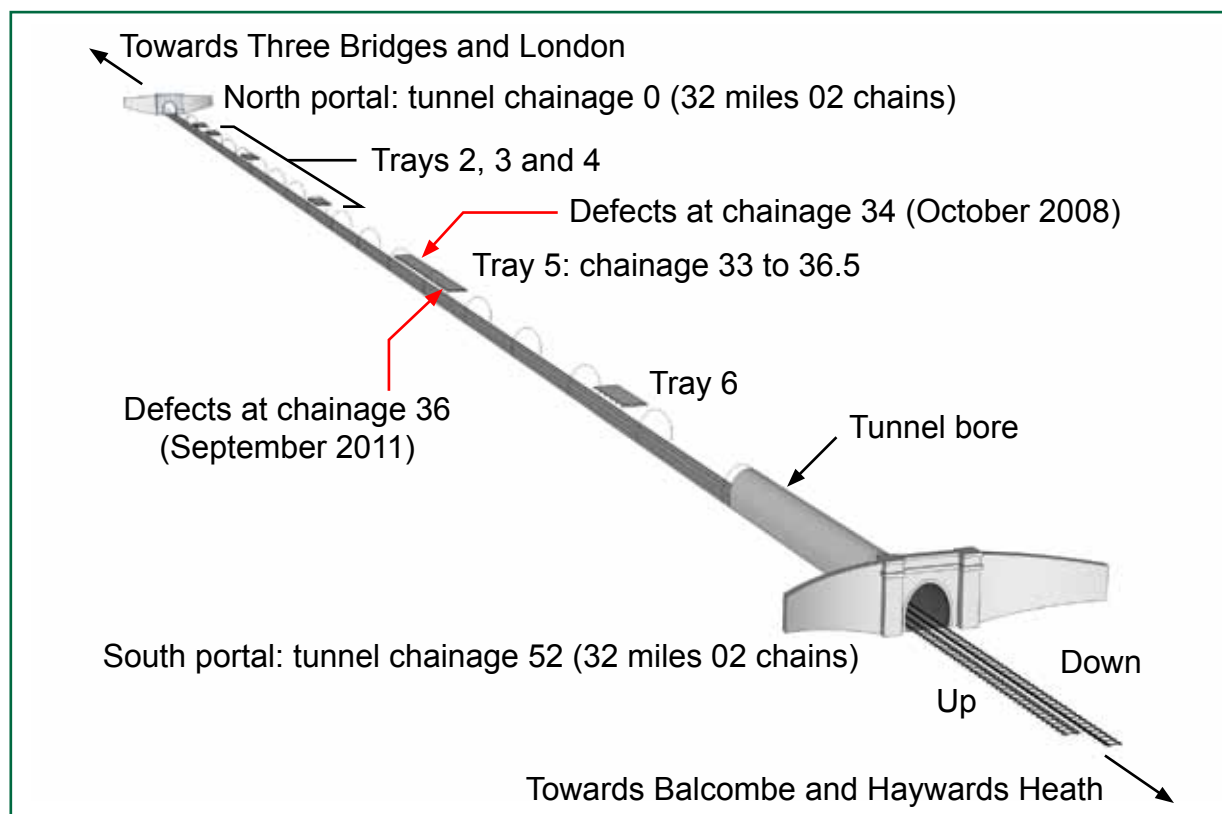 Towards Three Bridges and London
North portal: tunnel chainage 0 (32 miles 02 chains)
Trays 2, 3 and 4
Defects at chainage 34 (October 2008)
Tray 5: chainage 33 to 36.5
Tray 6
Defects at chainage 36
(September 2011)
Tunnel bore
South portal: tunnel chainage 52 (32 miles 02 chains)
Down
Up
Towards Balcombe and Haywards Heath